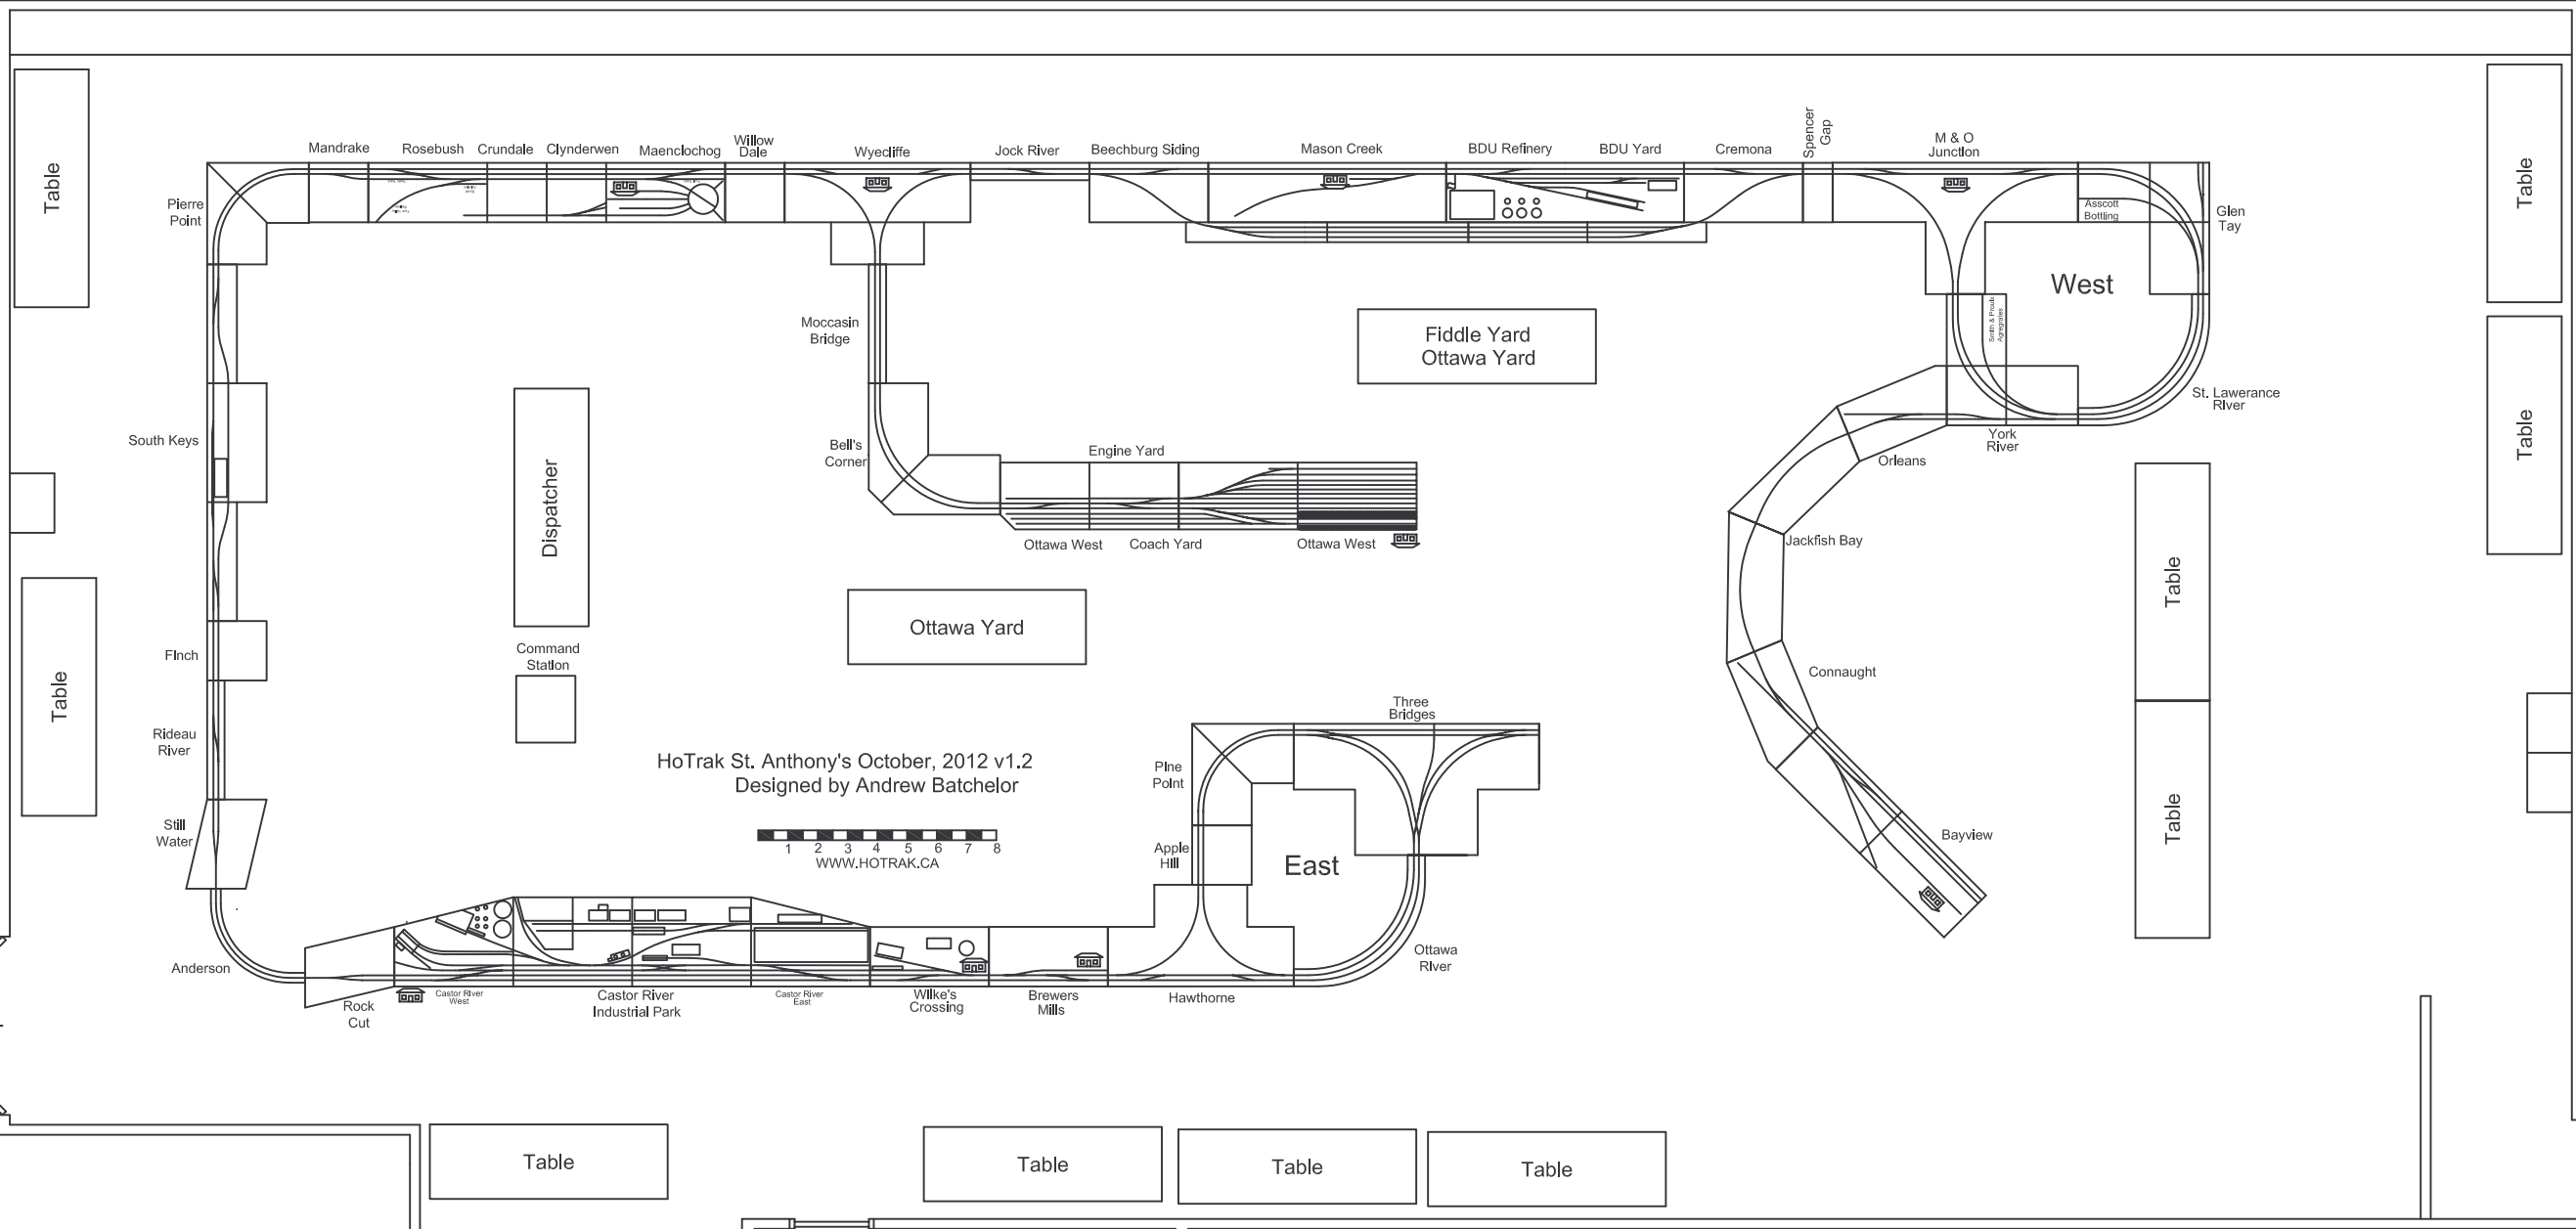 Mandrake
Rosebush
Crundale
Clynderwen
Maenclochog
Willow
Dale
Wyecliffe
Jock River
Beechburg Siding
Mason Creek
BDU Refinery
BDU Yard
Cremona
Spencer
Gap
M & O
Junction
Table
Table
Pierre
Point
Asscott
Bottling
Glen
Tay
West
Moccasin
Bridge
Fiddle Yard
Ottawa Yard
Smith & Proulx
Table
St. Lawerance
River
South Keys
Bell's
Corner
Engine Yard
York
River
Orleans
Dispatcher
Ottawa West
Coach Yard
Ottawa West
Jackfish Bay
Table
Ottawa Yard
Finch
Command
Station
Table
Connaught
Three
Bridges
Rideau
River
HoTrak St. Anthony's October, 2012 v1.2
Designed by Andrew Batchelor
Pine
Point
Table
Still
Water
1 2 3 4 5 6 7 8
WWW.HOTRAK.CA
Apple
Hill
East
Bayview
Anderson
Ottawa
River
Rock
Cut
Castor River
West
Castor River
Industrial Park
Castor River
East
Wilke's
Crossing
Brewers
Mills
Hawthorne
Table
Table
Table
Table